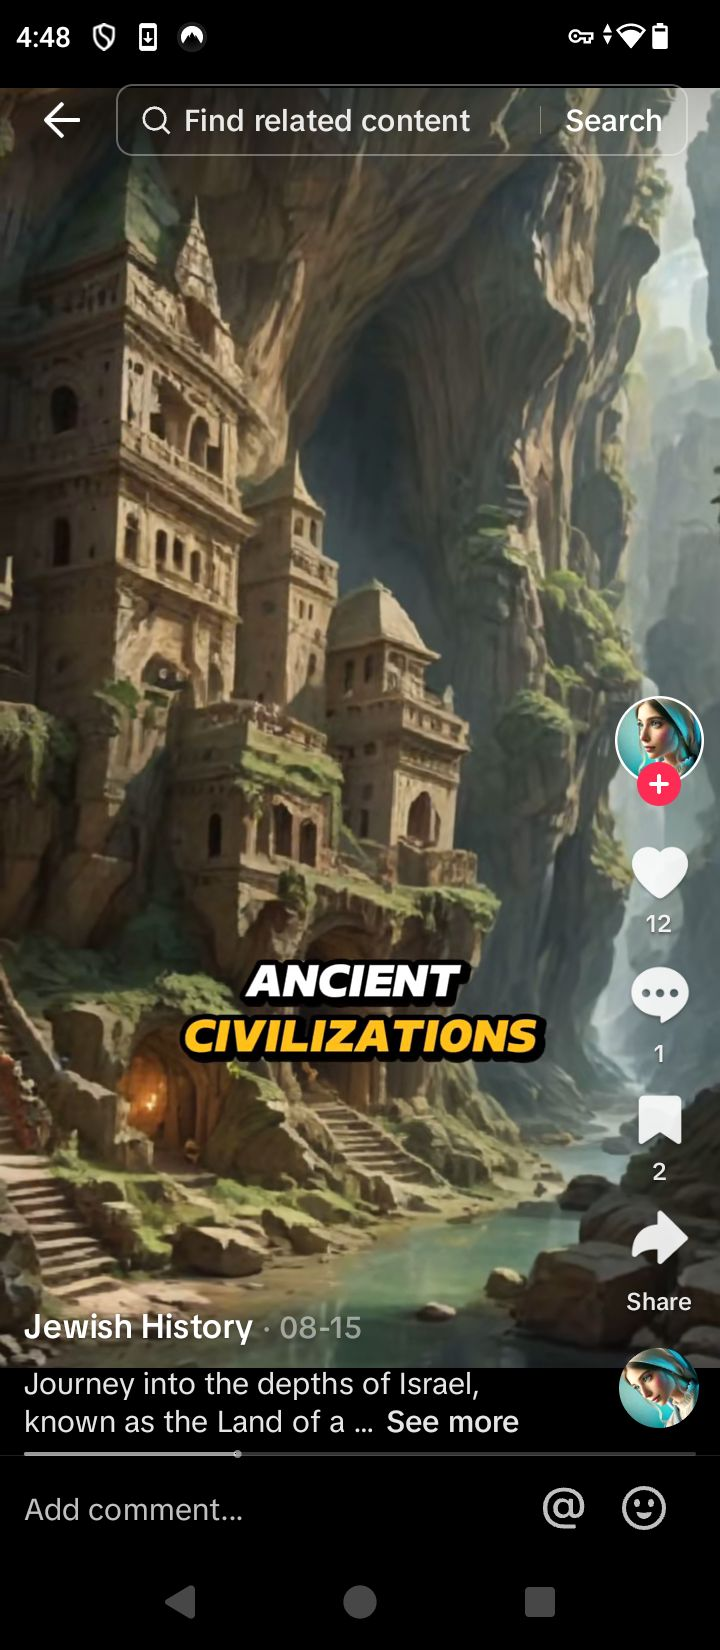 4:48
Find related content
Search
ANCIENT
CIVILIZATIONS
12
1
2
Share
Jewish History · 08-15
Journey into the depths of Israel,
known as the Land of a ... See more
Add comment...